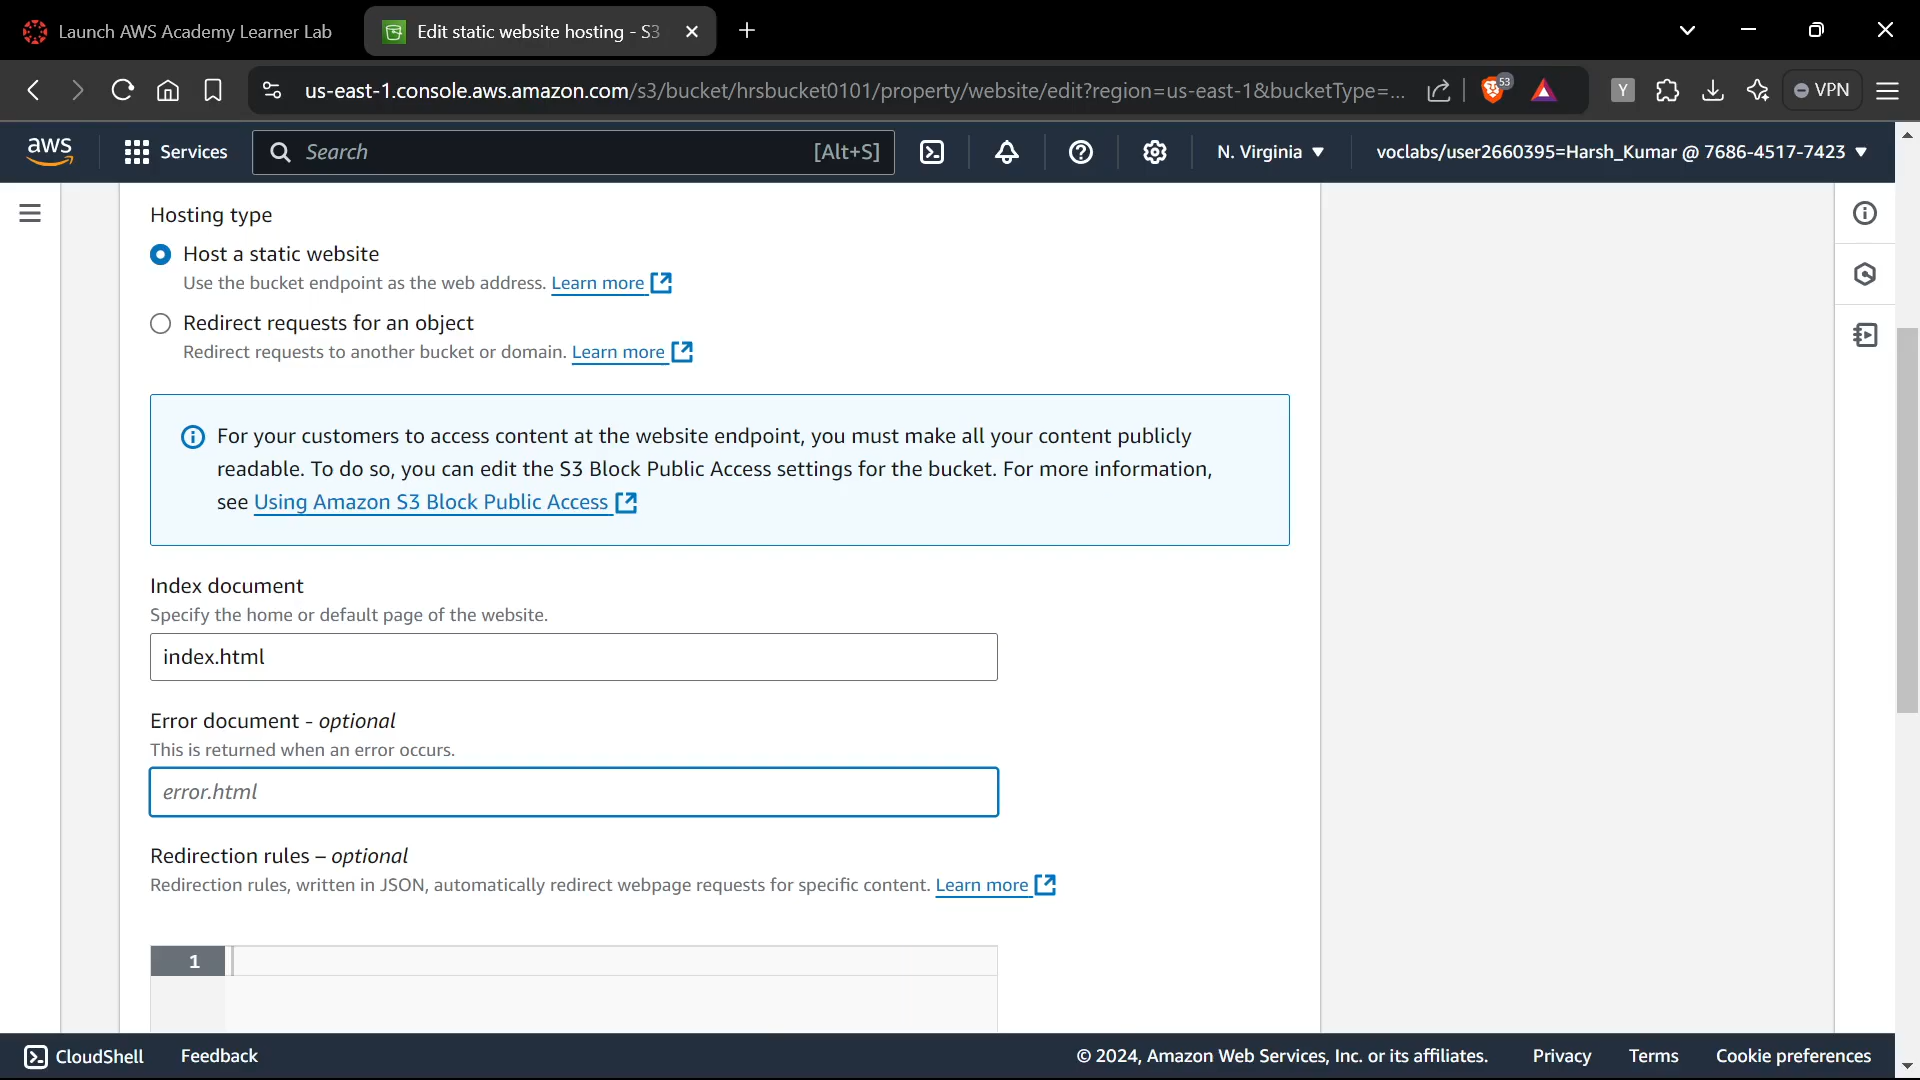 Launch AWS Academy Learner Lab
Edit static website hosting - S3
us-east-1.console.aws.amazon.com/s3/bucket/hrsbucket0101/property/website/edit?region=us-east-1&bucketType=...
53
Y
VPN
aws
Services
Search
[Alt+S]
N. Virginia
voclabs/user2660395=Harsh_Kumar @ 7686-4517-7423
Hosting type
Host a static website
Use the bucket endpoint as the web address. Learn more
Redirect requests for an object
Redirect requests to another bucket or domain. Learn more
For your customers to access content at the website endpoint, you must make all your content publicly
readable. To do so, you can edit the S3 Block Public Access settings for the bucket. For more information,
see Using Amazon S3 Block Public Access
Index document
Specify the home or default page of the website.
index.html
Error document - optional
This is returned when an error occurs.
error.html
Redirection rules – optional
Redirection rules, written in JSON, automatically redirect webpage requests for specific content. Learn more
1
CloudShell
Feedback
© 2024, Amazon Web Services, Inc. or its affiliates.
Privacy
Terms
Cookie preferences